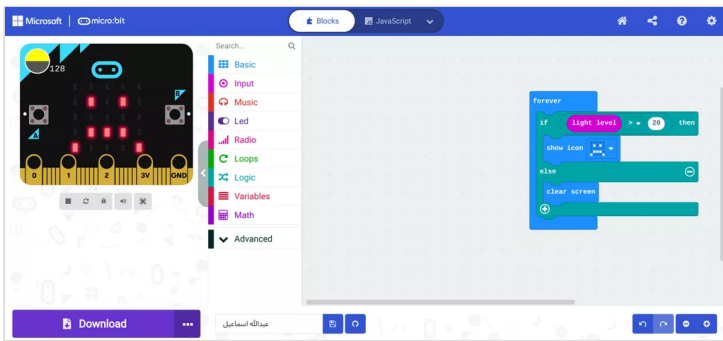 Microsoft | micro:bit
Blocks
JavaScript
128
B
A
0 1 2 3V GND
Search...
Basic
Input
Music
Led
Radio
Loops
Logic
Variables
Math
Advanced
forever
if light level > 20 then
show icon
else
clear screen
Download
عبدالله اسماعيل